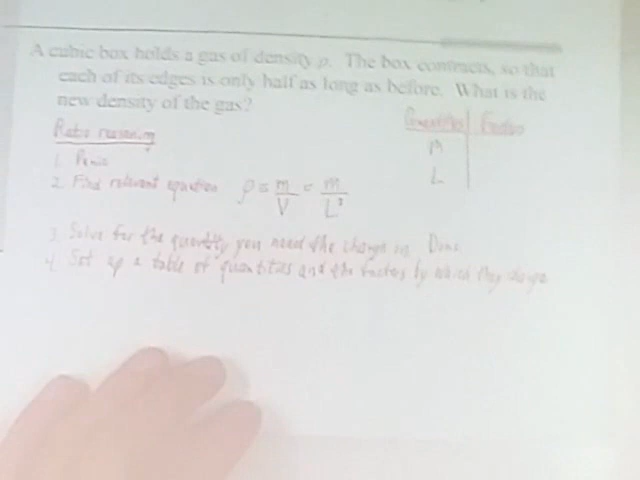 A cubic box holds a gas of density ρ. The box contracts, so that
each of its edges is only half as long as before. What is the
new density of the gas?
Quantities Factors
M
L
Ratio reasoning
1. Panic
2. Find relevant equation ρ = m/V = m/L³
3. Solve for the quantity you need the change in. Done
4. Set up a table of quantities and the factors by which they change